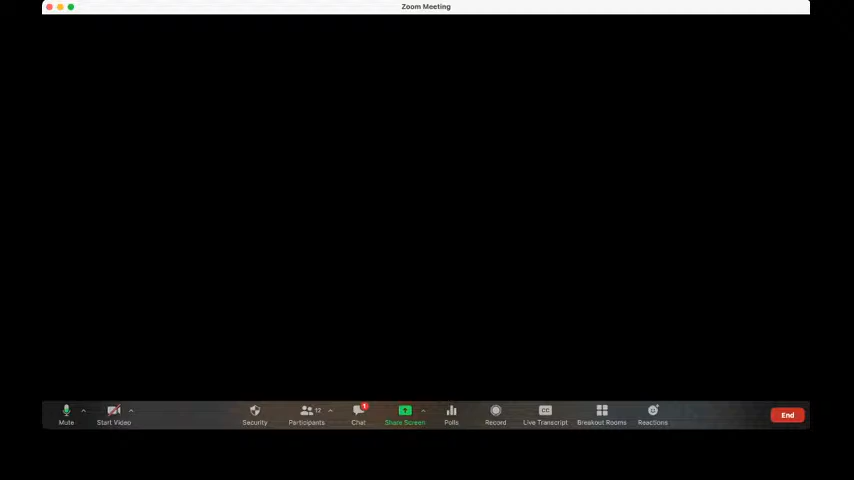 Zoom Meeting
17
1
CC
Mute
Start Video
Security
Participants
Chat
Share Screen
Polls
Record
Live Transcript
Breakout Rooms
Reactions
End